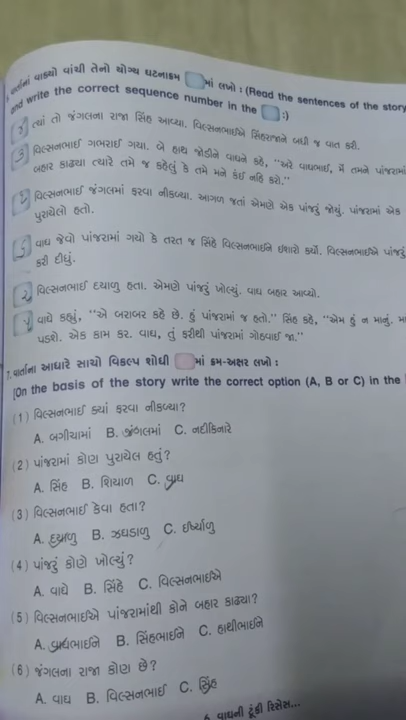 વાર્તાનાં વાક્યો વાંચી તેનો યોગ્ય ઘટનાક્રમ માં લખો : (Read the sentences of the story
and write the correct sequence number in the :)
ત્યાં તો જંગલના રાજા સિંહ આવ્યા. વિલ્સનભાઈએ સિંહરાજાને બધી જ વાત કરી.
વિલ્સનભાઈ ગભરાઈ ગયા. બે હાથ જોડીને વાઘને કહે, “અરે વાઘભાઈ, મેં તમને પાંજરામાં
બહાર કાઢ્યા ત્યારે તમે જ કહેલું કે તમે મને કંઈ નહિ કરો.”
વિલ્સનભાઈ જંગલમાં ફરવા નીકળ્યા. આગળ જતાં એમણે એક પાંજરું જોયું. પાંજરામાં એક
પુરાયેલો હતો.
વાઘ જેવો પાંજરામાં ગયો કે તરત જ સિંહે વિલ્સનભાઈને ઇશારો કર્યો. વિલ્સનભાઈએ પાંજરું
કરી દીધું.
૨ વિલ્સનભાઈ દયાળુ હતા. એમણે પાંજરું ખોલ્યું. વાઘ બહાર આવ્યો.
વાઘે કહ્યું, “એ બરાબર કહે છે. હું પાંજરામાં જ હતો.” સિંહ કહે, “એમ હું ન માનું. મ
પડશે. એક કામ કર. વાઘ, તું ફરીથી પાંજરામાં ગોઠવાઈ જા.”
7. વાર્તાના આધારે સાચો વિકલ્પ શોધી માં ક્રમ-અક્ષર લખો :
[On the basis of the story write the correct option (A, B or C) in the
(1) વિલ્સનભાઈ ક્યાં ફરવા નીકળ્યા?
A. બગીચામાં B. જંગલમાં C. નદીકિનારે
(2) પાંજરામાં કોણ પુરાયેલ હતું?
A. સિંહ B. શિયાળ C. વાઘ
(3) વિલ્સનભાઈ કેવા હતા?
A. દયાળુ B. ઝઘડાળુ C. ઈર્ષ્યાળુ
(4) પાંજરું કોણે ખોલ્યું?
A. વાઘે B. સિંહે C. વિલ્સનભાઈએ
(5) વિલ્સનભાઈએ પાંજરામાંથી કોને બહાર કાઢ્યા?
A. વાઘભાઈને B. સિંહભાઈને C. હાથીભાઈને
(6) જંગલના રાજા કોણ છે?
A. વાઘ B. વિલ્સનભાઈ C. સિંહ
6. વાઘની ટૂંકી રિસેસ...